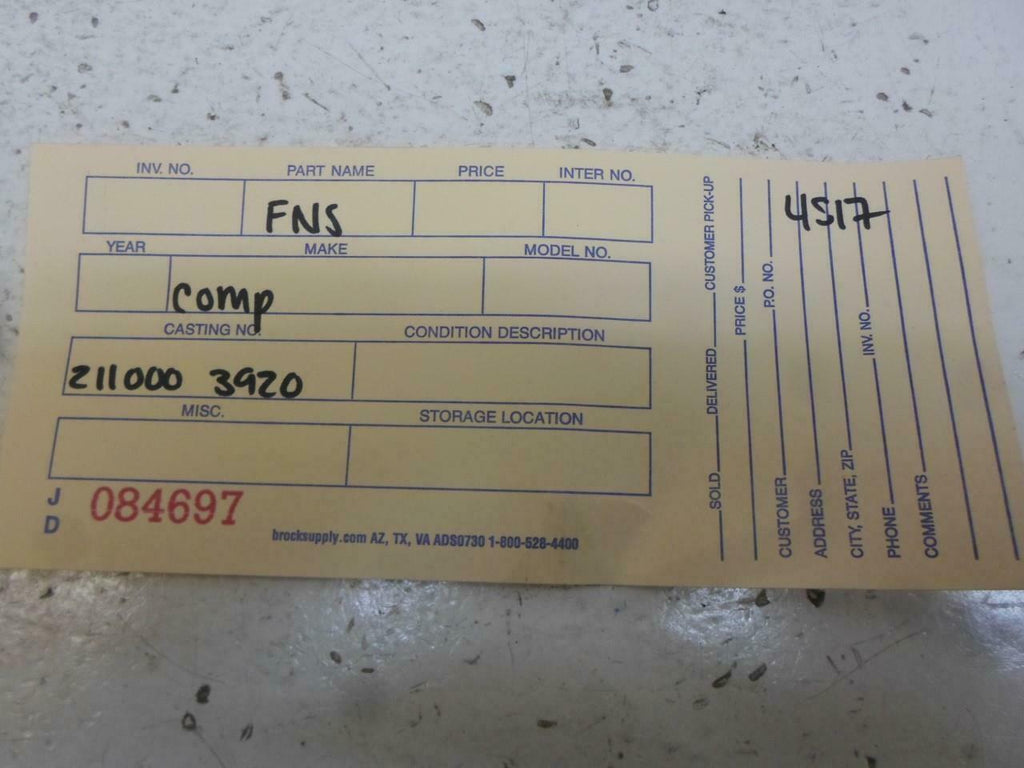 INV. NO. PART NAME PRICE INTER NO.
FNS
YEAR MAKE MODEL NO.
comp
CASTING NO. CONDITION DESCRIPTION
211000 3920
MISC. STORAGE LOCATION
J D 084697
brocksupply.com AZ, TX, VA ADS0730 1-800-528-4400
SOLD DELIVERED CUSTOMER PICK-UP
PRICE $
CUSTOMER P.O. NO.
ADDRESS
CITY, STATE, ZIP
PHONE INV. NO.
COMMENTS
4517